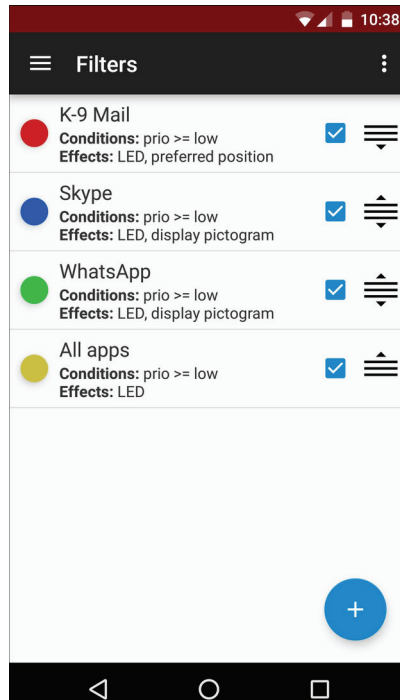 10:38
Filters
K-9 Mail
Conditions: prio >= low
Effects: LED, preferred position
Skype
Conditions: prio >= low
Effects: LED, display pictogram
WhatsApp
Conditions: prio >= low
Effects: LED, display pictogram
All apps
Conditions: prio >= low
Effects: LED